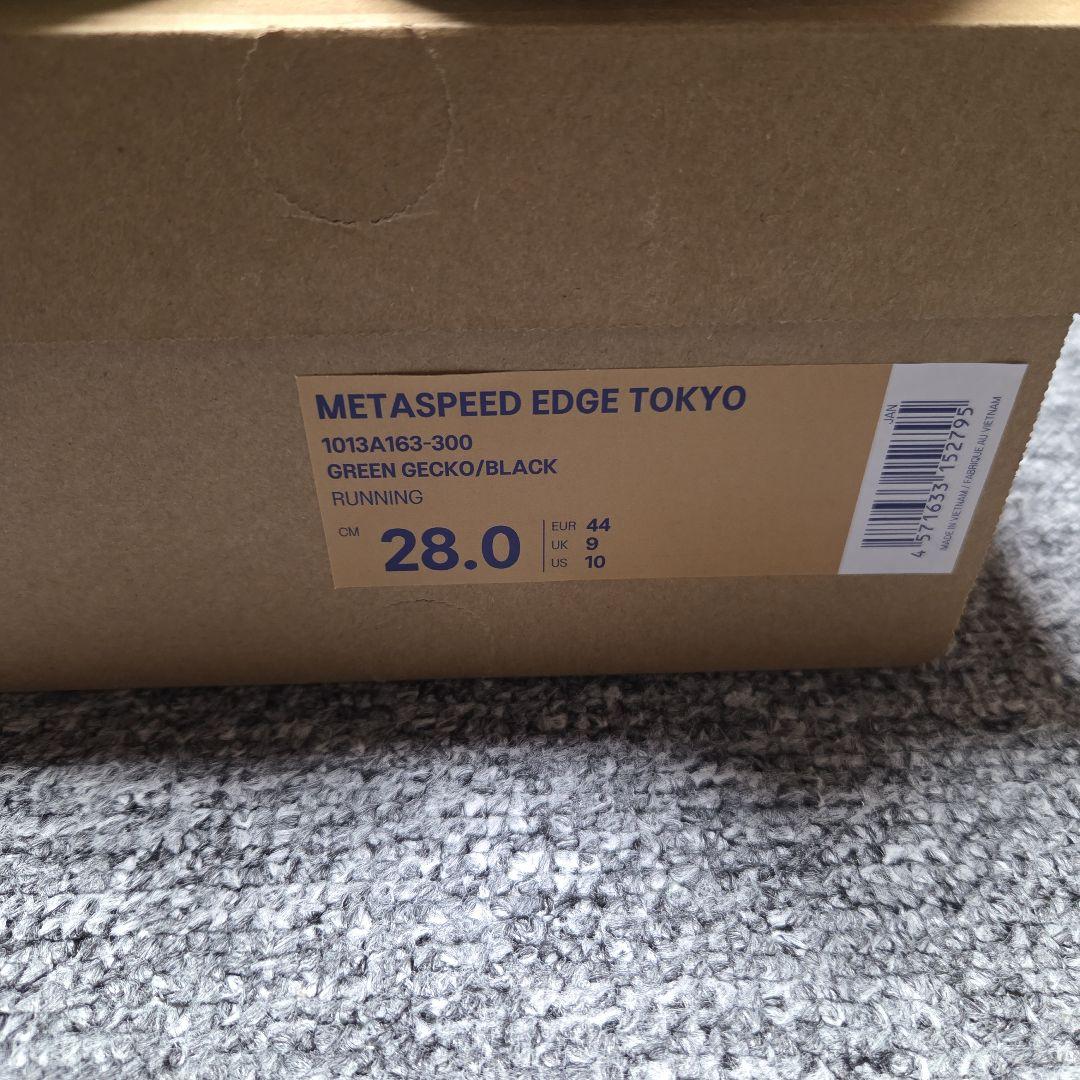 METASPEED EDGE TOKYO
1013A163-300
GREEN GECKO/BLACK
RUNNING
CM 28.0
EUR 44
UK 9
US 10
JAN
4 571633 152795
MADE IN VIETNAM / FABRIQUE AU VIETNAM